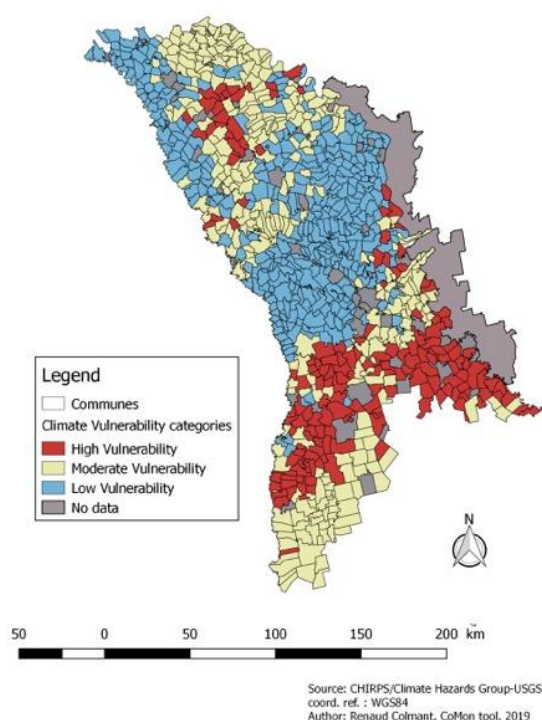 Legend
Communes
Climate Vulnerability categories
High Vulnerability
Moderate Vulnerability
Low Vulnerability
No data
N
50 0 50 100 150 200 km
Source: CHIRPS/Climate Hazards Group-USGS
coord. ref. : WGS84
Author: Renaud Colmant, CoMon tool, 2019